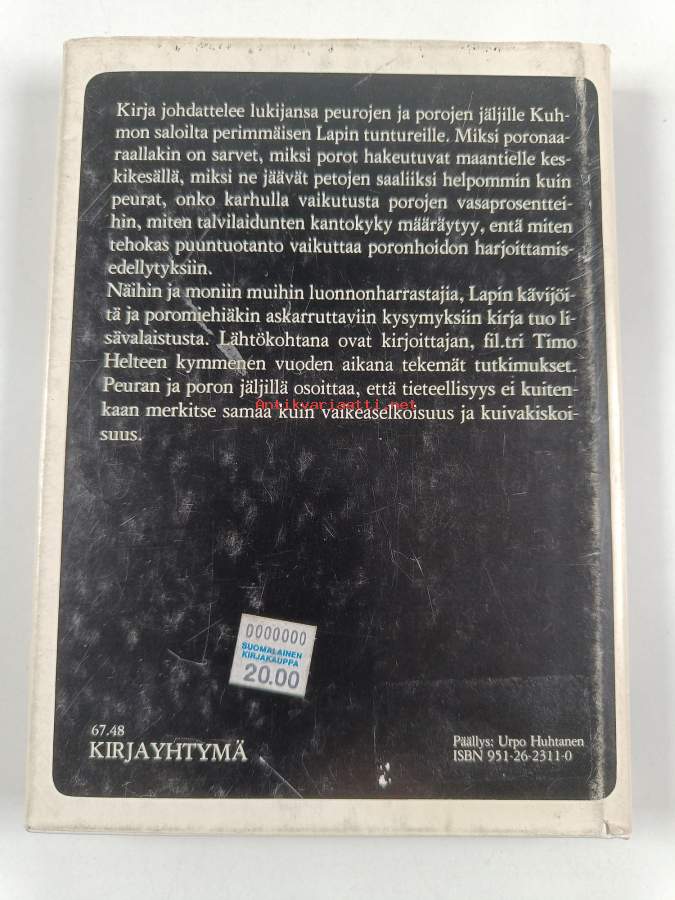 Kirja johdattelee lukijansa peurojen ja porojen jäljille Kuh-
mon saloilta perimmäisen Lapin tuntureille. Miksi poronaa-
raallakin on sarvet, miksi porot hakeutuvat maantielle kes-
kikesällä, miksi ne jäävät petojen saaliiksi helpommin kuin
peurat, onko karhulla vaikutusta porojen vasaprosenttei-
hin, miten talvilaidunten kantokyky määräytyy, entä miten
tehokas puuntuotanto vaikuttaa poronhoidon harjoittamis-
edellytyksiin.
Näihin ja moniin muihin luonnonharrastajia, Lapin kävijöi-
tä ja poromiehiäkin askarruttaviin kysymyksiin kirja tuo li-
sävalaistusta. Lähtökohtana ovat kirjoittajan, fil.tri Timo
Helteen kymmenen vuoden aikana tekemät tutkimukset.
Peuran ja poron jäljillä osoittaa, että tieteellisyys ei kuiten-
kaan merkitse samaa kuin vaikeaselkoisuus ja kuivakiskoi-
suus.
Antikvariaatti.net
0000000
SUOMALAINEN
KIRJAKAUPPA
20.00
67.48
KIRJAYHTYMÄ
Päällys: Urpo Huhtanen
ISBN 951-26-2311-0